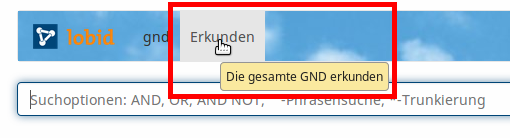 lobid gnd Erkunden
Die gesamte GND erkunden
Suchoptionen: AND, OR, AND NOT, " "-Phrasensuche, *-Trunkierung